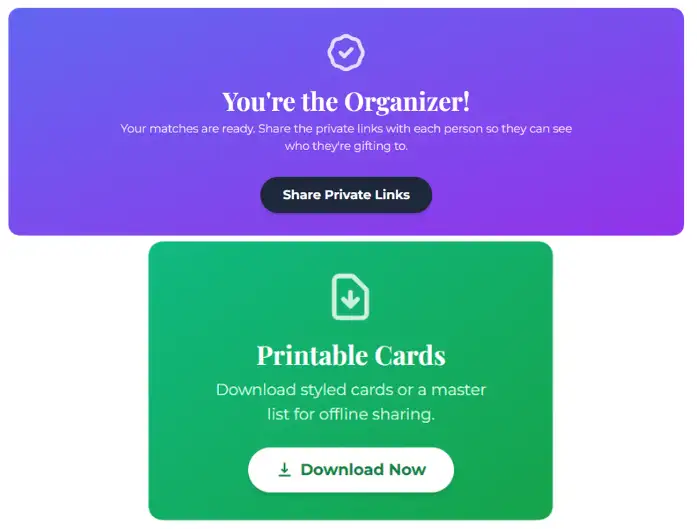 You're the Organizer!
Your matches are ready. Share the private links with each person so they can see
who they're gifting to.
Share Private Links
Printable Cards
Download styled cards or a master
list for offline sharing.
Download Now